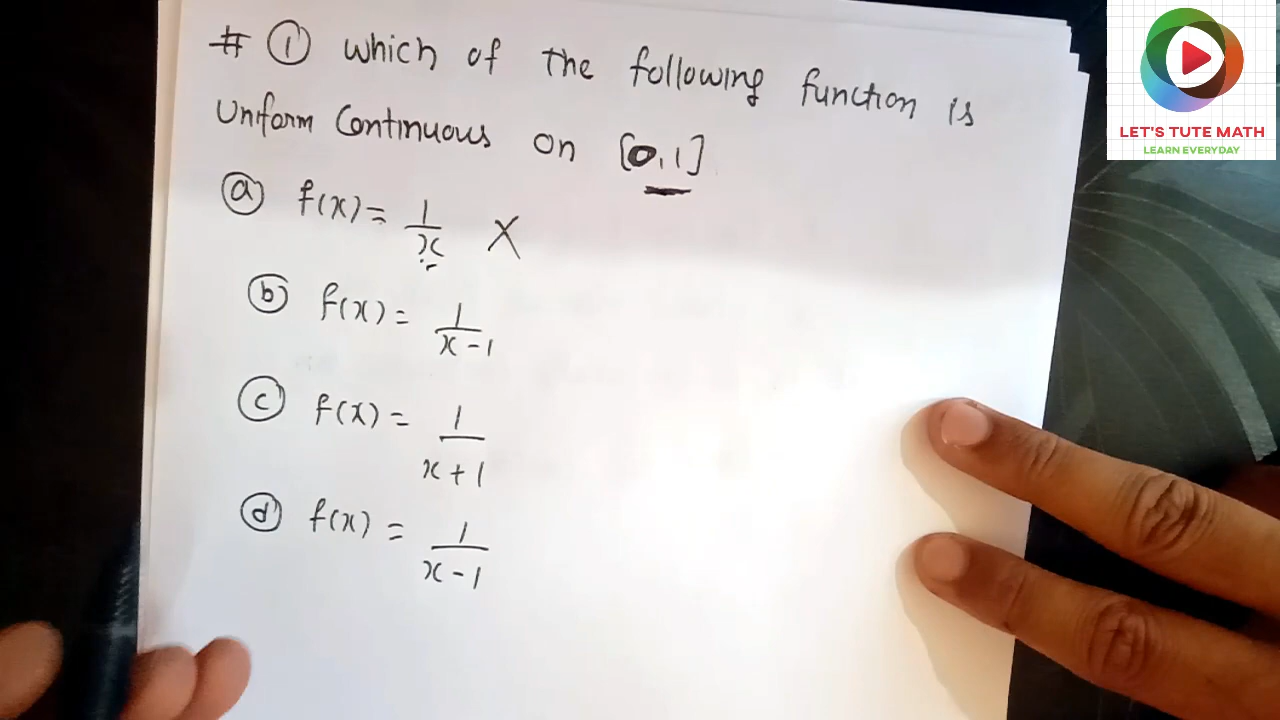 # ① which of the following function is
Uniform Continuous on [0,1]
ⓐ f(x) = 1/x X
ⓑ f(x) = 1/x-1
ⓒ f(x) = 1/x+1
ⓓ f(x) = 1/x-1
LET'S TUTE MATH
LEARN EVERYDAY